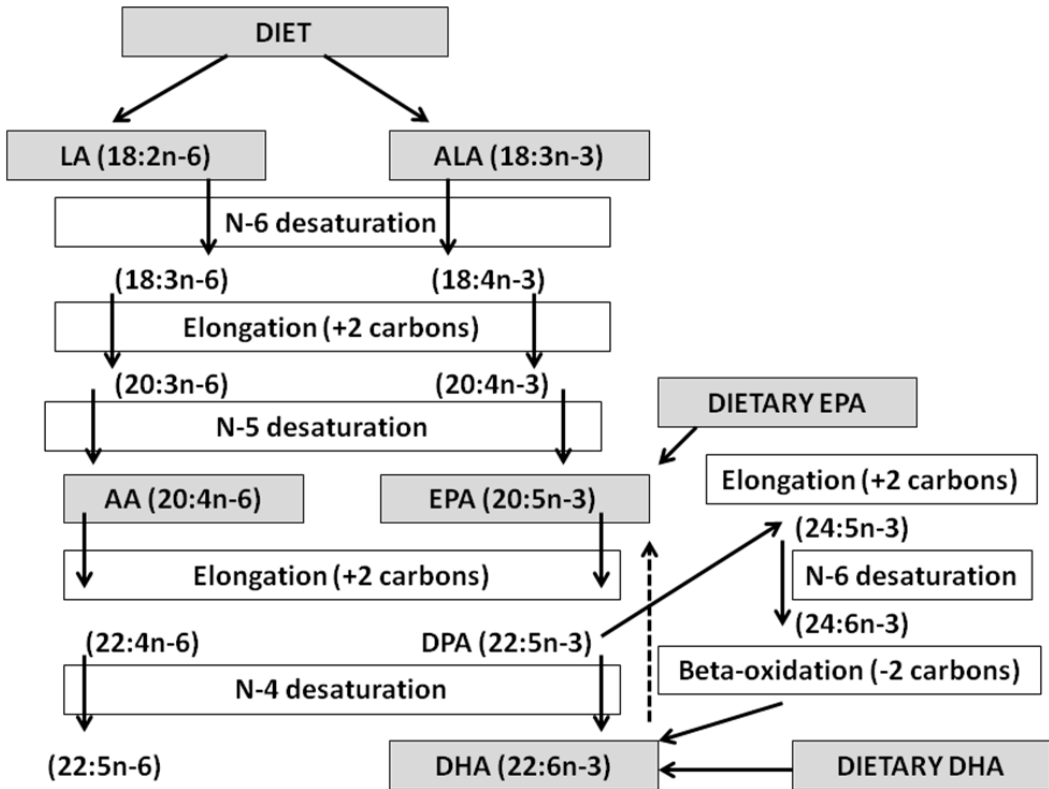 DIET
LA (18:2n-6)
ALA (18:3n-3)
N-6 desaturation
(18:3n-6)
(18:4n-3)
Elongation (+2 carbons)
(20:3n-6)
(20:4n-3)
DIETARY EPA
N-5 desaturation
AA (20:4n-6)
EPA (20:5n-3)
Elongation (+2 carbons)
(24:5n-3)
Elongation (+2 carbons)
N-6 desaturation
(24:6n-3)
(22:4n-6)
DPA (22:5n-3)
Beta-oxidation (-2 carbons)
N-4 desaturation
(22:5n-6)
DHA (22:6n-3)
DIETARY DHA